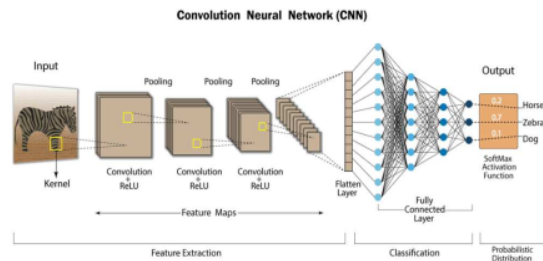 Convolution Neural Network (CNN)
Input
Pooling
Pooling
Pooling
Output
Kernel
Convolution
+
ReLU
Convolution
+
ReLU
Convolution
+
ReLU
Flatten
Layer
Feature Maps
Fully
Connected
Layer
0.2
0.7
0.1
Horse
Zebra
Dog
SoftMax
Activation
Function
Feature Extraction
Classification
Probabilistic
Distribution